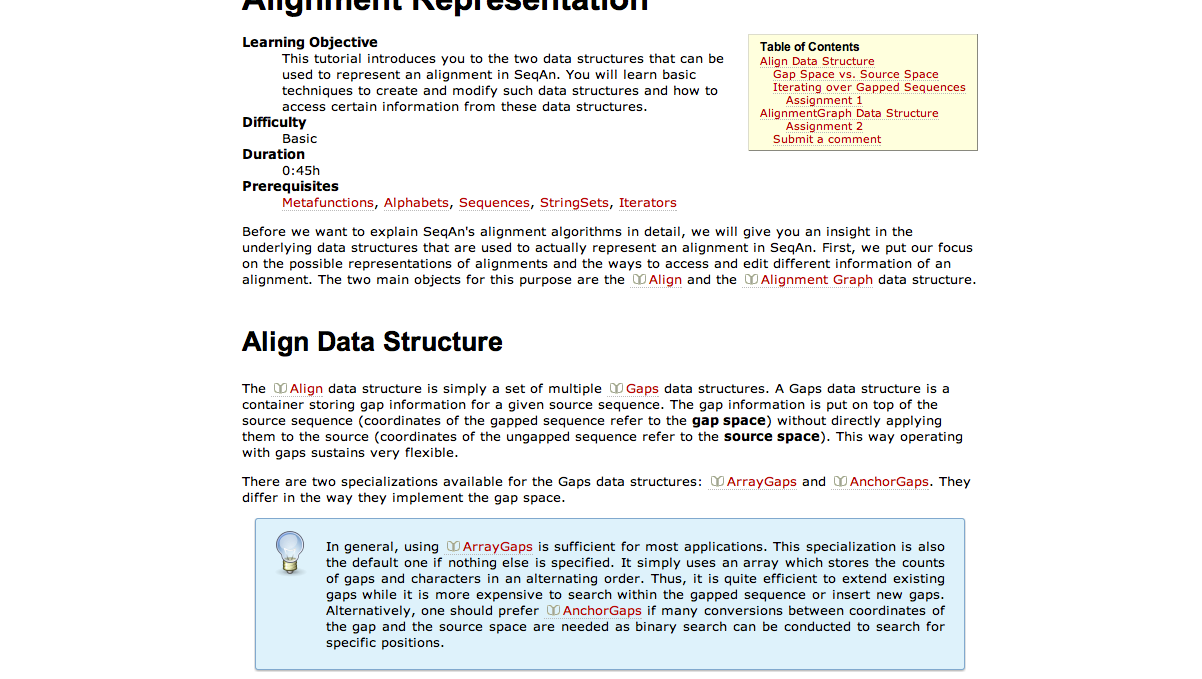 Alignment Representation
Learning Objective
This tutorial introduces you to the two data structures that can be
used to represent an alignment in SeqAn. You will learn basic
techniques to create and modify such data structures and how to
access certain information from these data structures.
Difficulty
Basic
Duration
0:45h
Prerequisites
Metafunctions, Alphabets, Sequences, StringSets, Iterators
Table of Contents
Align Data Structure
Gap Space vs. Source Space
Iterating over Gapped Sequences
Assignment 1
AlignmentGraph Data Structure
Assignment 2
Submit a comment
Before we want to explain SeqAn's alignment algorithms in detail, we will give you an insight in the
underlying data structures that are used to actually represent an alignment in SeqAn. First, we put our focus
on the possible representations of alignments and the ways to access and edit different information of an
alignment. The two main objects for this purpose are the Align and the Alignment Graph data structure.
Align Data Structure
The Align data structure is simply a set of multiple Gaps data structures. A Gaps data structure is a
container storing gap information for a given source sequence. The gap information is put on top of the
source sequence (coordinates of the gapped sequence refer to the gap space) without directly applying
them to the source (coordinates of the ungapped sequence refer to the source space). This way operating
with gaps sustains very flexible.
There are two specializations available for the Gaps data structures: ArrayGaps and AnchorGaps. They
differ in the way they implement the gap space.
In general, using ArrayGaps is sufficient for most applications. This specialization is also
the default one if nothing else is specified. It simply uses an array which stores the counts
of gaps and characters in an alternating order. Thus, it is quite efficient to extend existing
gaps while it is more expensive to search within the gapped sequence or insert new gaps.
Alternatively, one should prefer AnchorGaps if many conversions between coordinates of
the gap and the source space are needed as binary search can be conducted to search for
specific positions.